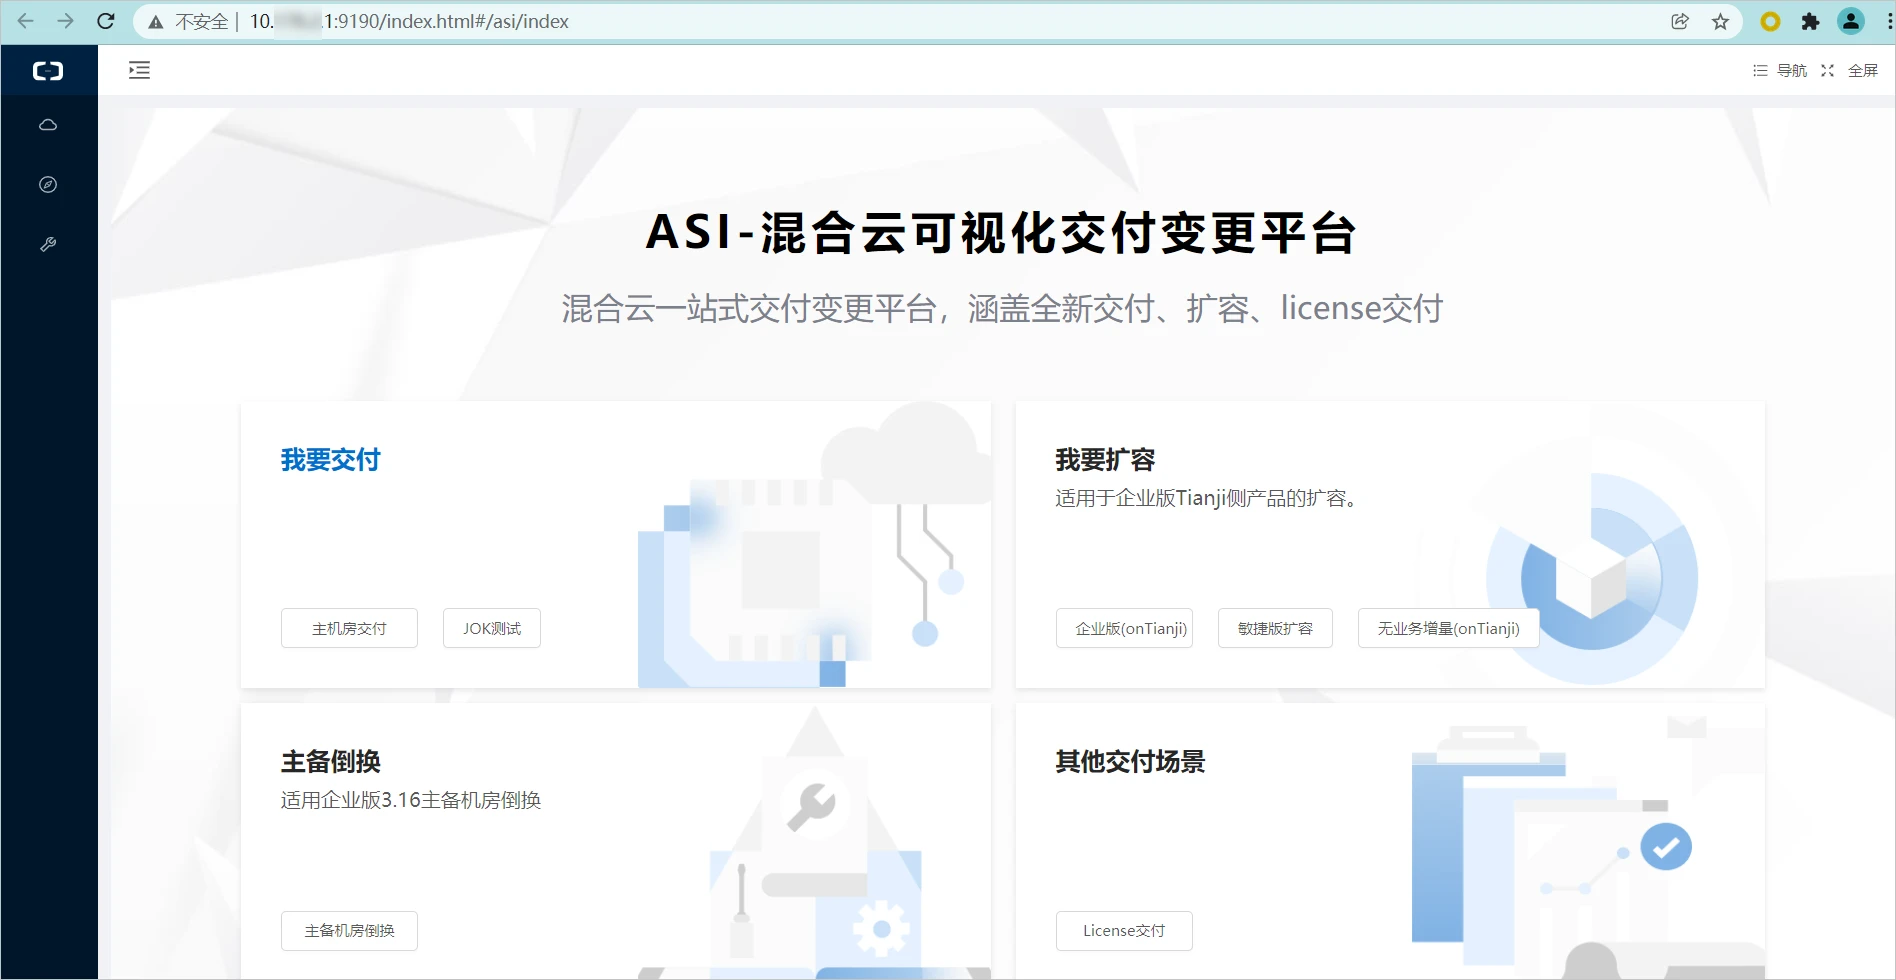 不安全 | 10. 1:9190/index.html#/asi/index
导航 全屏
ASI-混合云可视化交付变更平台
混合云一站式交付变更平台，涵盖全新交付、扩容、license交付
我要交付
主机房交付 JOK测试
我要扩容
适用于企业版Tianji侧产品的扩容。
企业版(onTianji) 敏捷版扩容 无业务增量(onTianji)
主备倒换
适用企业版3.16主备机房倒换
主备机房倒换
其他交付场景
License交付